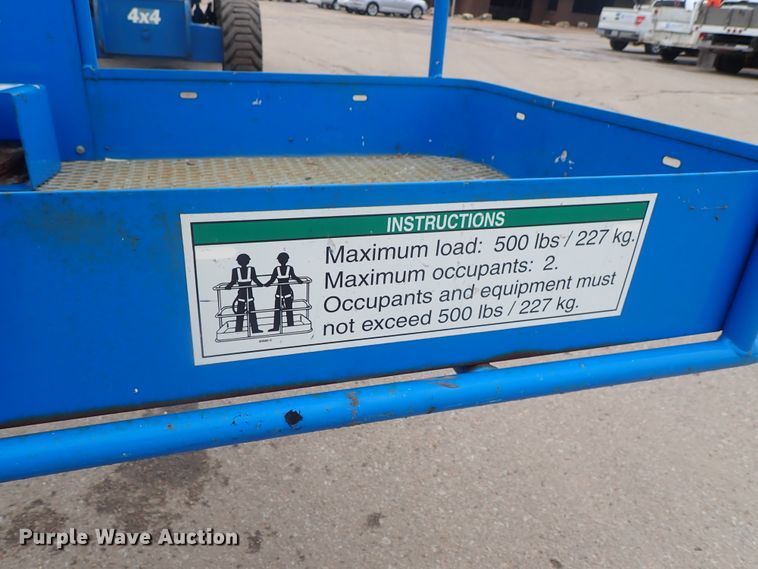 4x4
INSTRUCTIONS
Maximum load: 500 lbs / 227 kg.
Maximum occupants: 2.
Occupants and equipment must
not exceed 500 lbs / 227 kg.
Purple Wave Auction